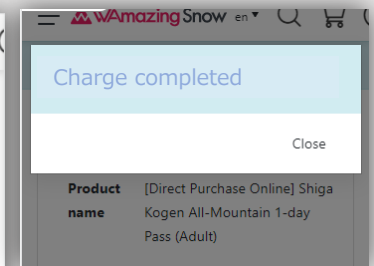 WAmazing Snow en
Charge completed
Close
Product name
[Direct Purchase Online] Shiga
Kogen All-Mountain 1-day
Pass (Adult)